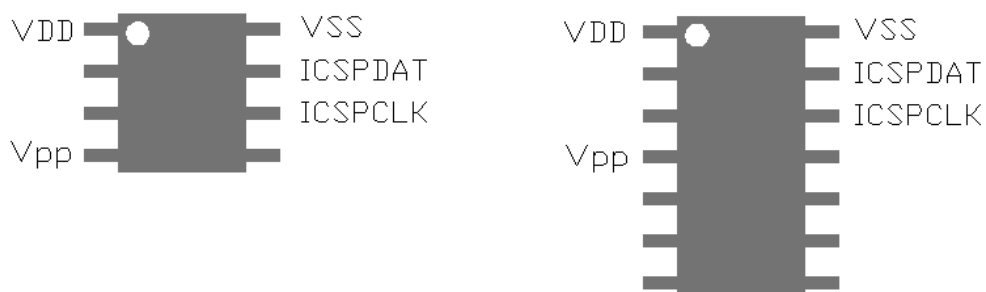 VDD VSS
ICSPDAT
ICSPCLK
Vpp
VDD VSS
ICSPDAT
ICSPCLK
Vpp